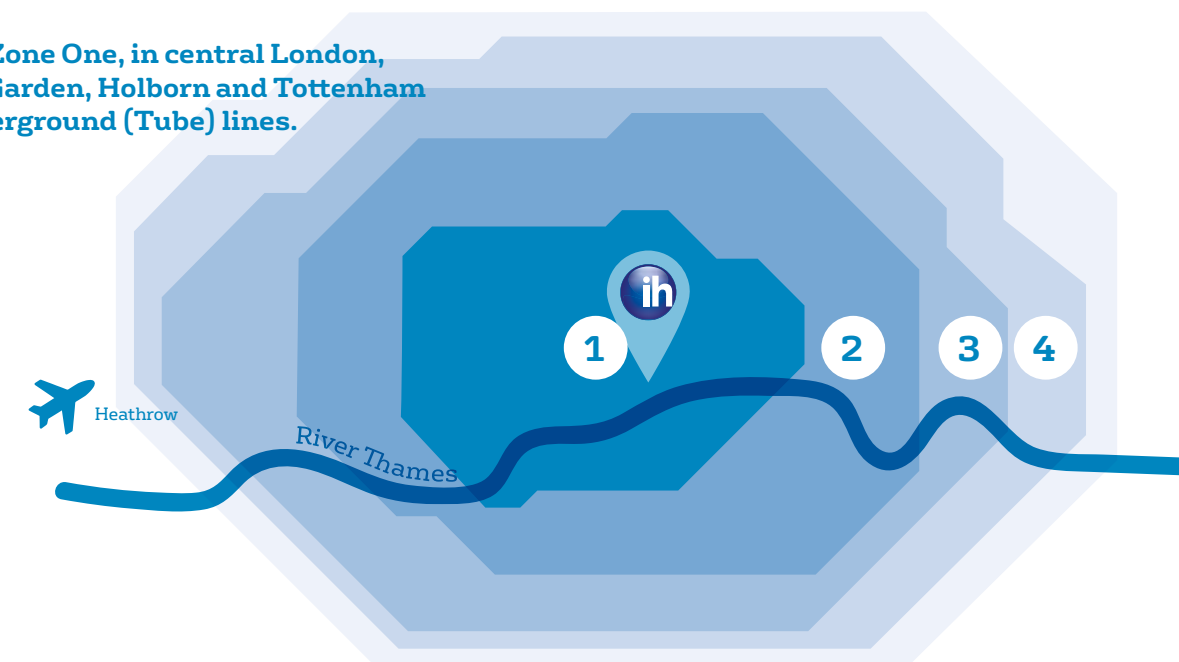 Zone One, in central London,
Garden, Holborn and Tottenham
erground (Tube) lines.
ih
1
2
3
4
Heathrow
River Thames